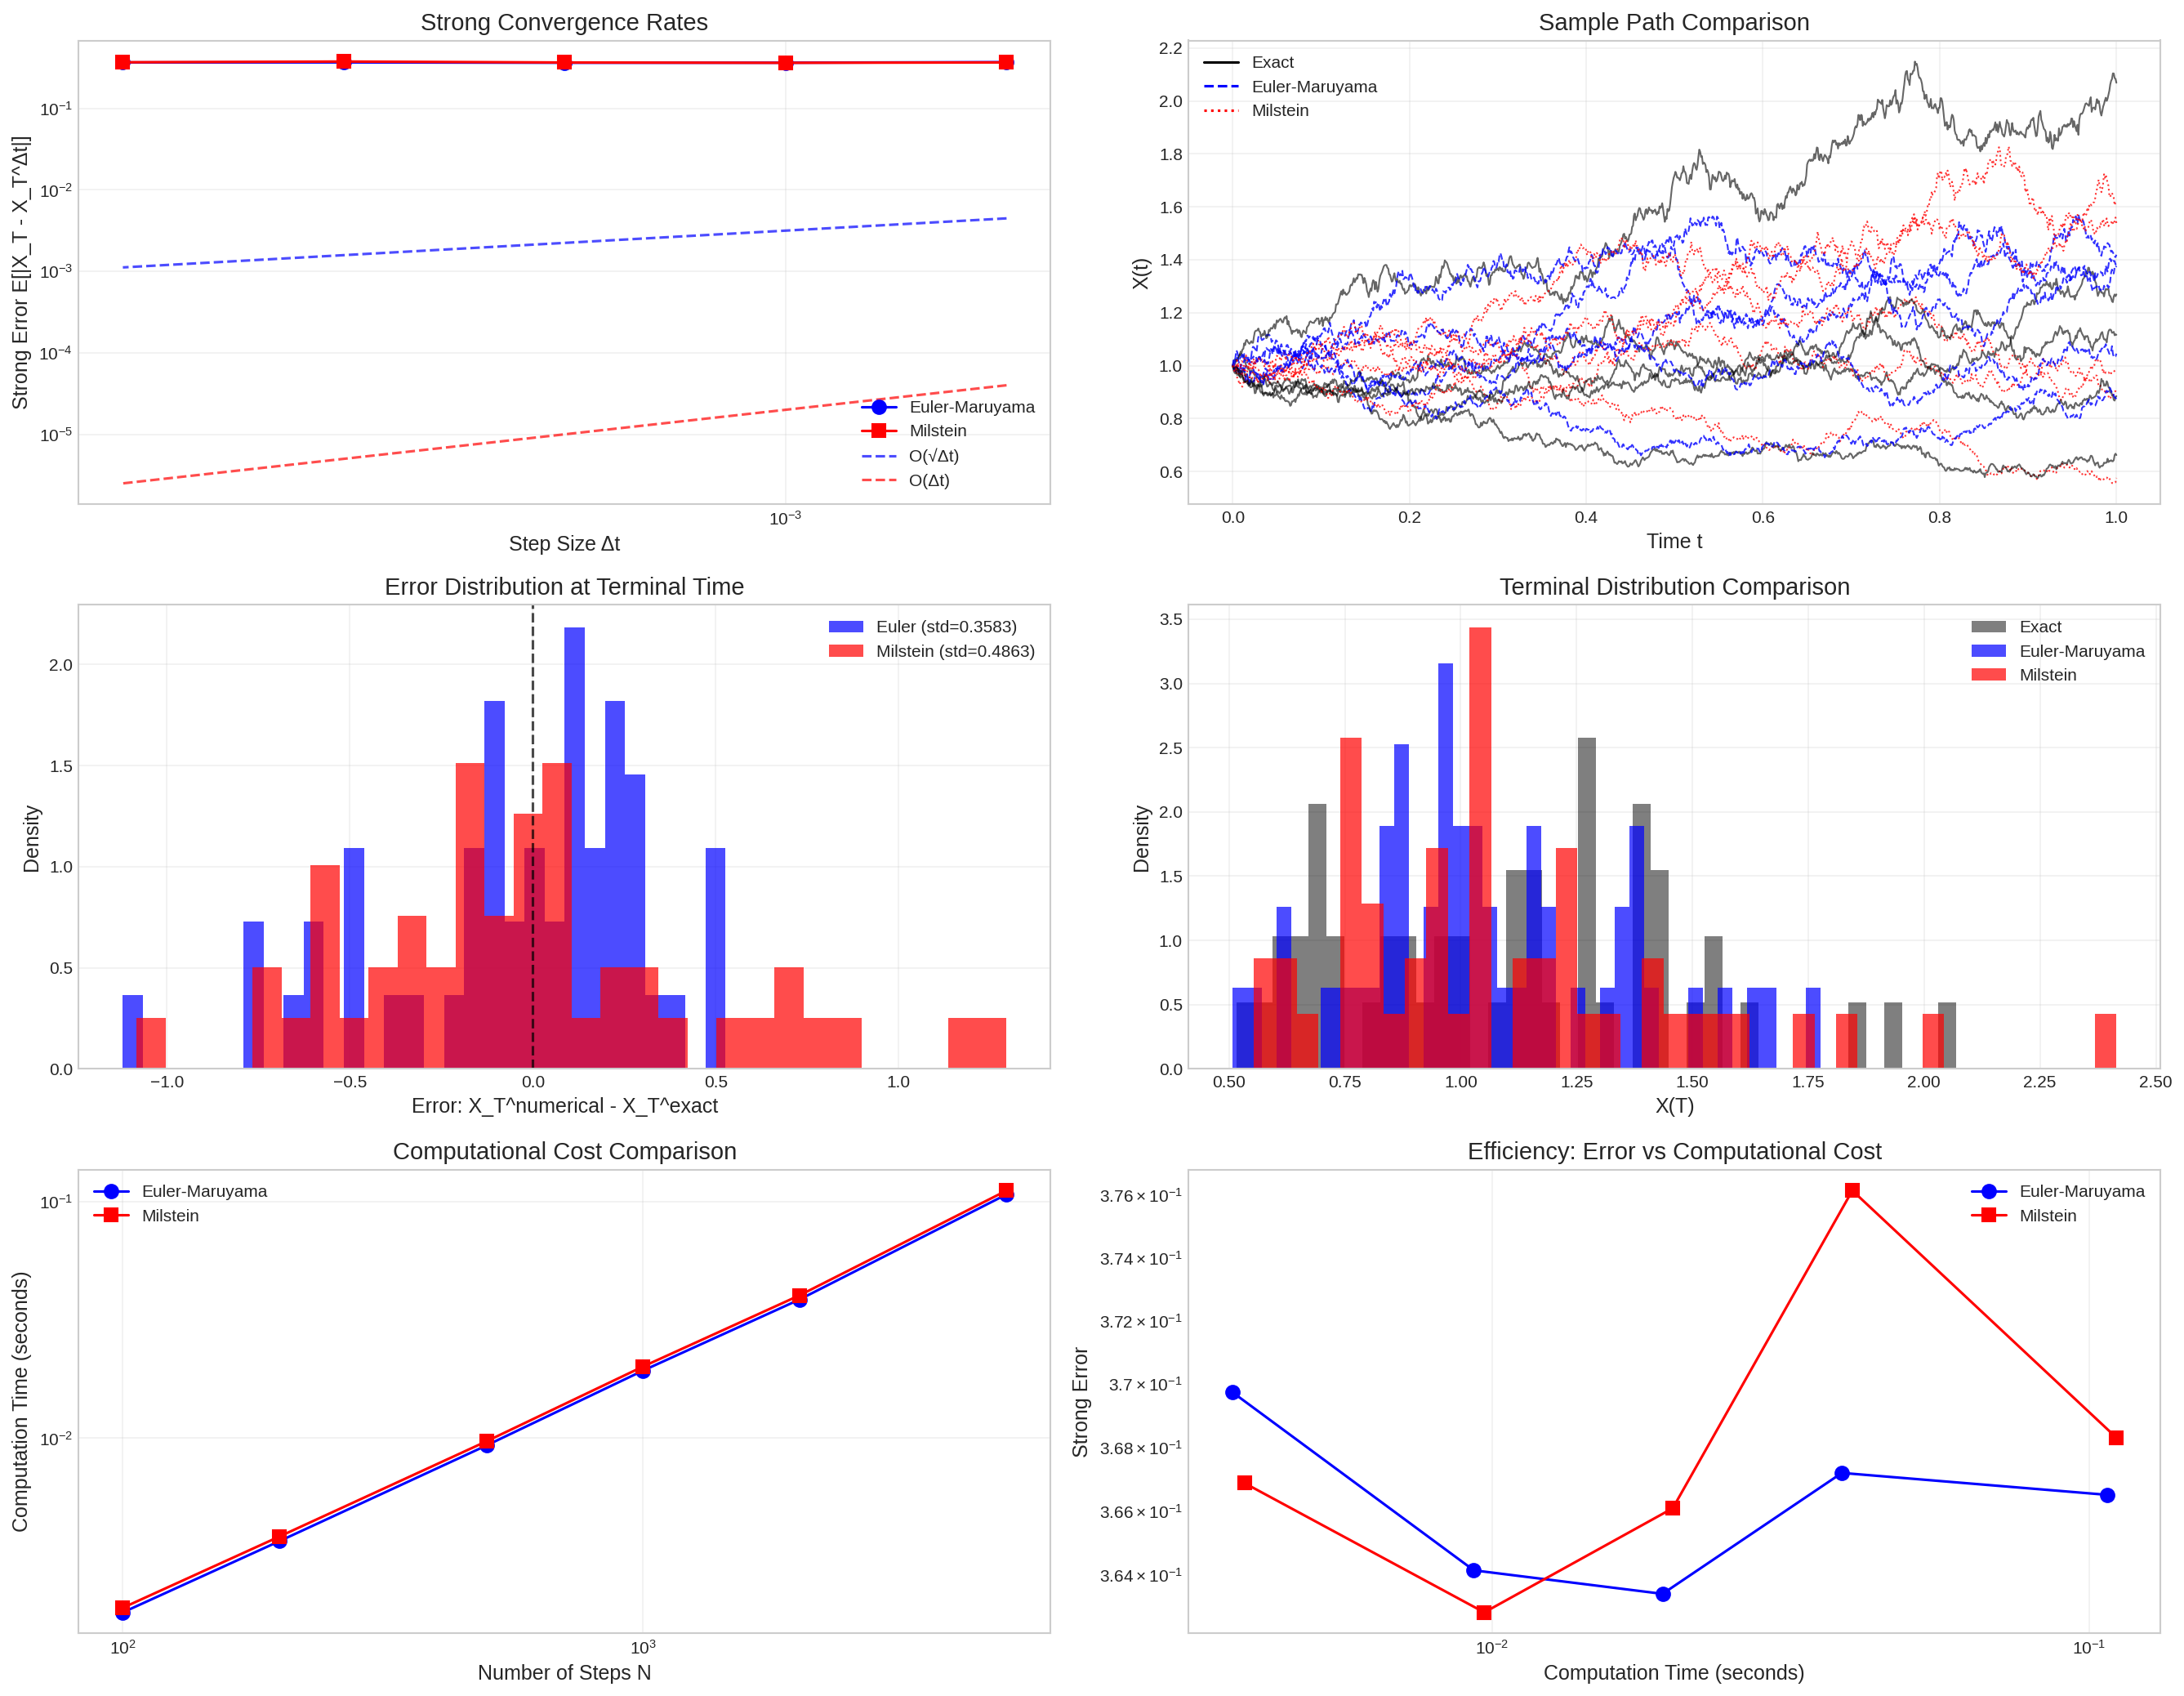 Strong Convergence Rates
Strong Error E[|X_T - X_T^Δt|]
10⁻¹
10⁻²
10⁻³
10⁻⁴
10⁻⁵
Euler-Maruyama
Milstein
O(√Δt)
O(Δt)
10⁻³
Step Size Δt
Sample Path Comparison
X(t)
2.2
2.0
1.8
1.6
1.4
1.2
1.0
0.8
0.6
Exact
Euler-Maruyama
Milstein
0.0 0.2 0.4 0.6 0.8 1.0
Time t
Error Distribution at Terminal Time
Density
2.0
1.5
1.0
0.5
0.0
Euler (std=0.3583)
Milstein (std=0.4863)
−1.0 −0.5 0.0 0.5 1.0
Error: X_T^numerical - X_T^exact
Terminal Distribution Comparison
Density
3.5
3.0
2.5
2.0
1.5
1.0
0.5
0.0
Exact
Euler-Maruyama
Milstein
0.50 0.75 1.00 1.25 1.50 1.75 2.00 2.25 2.50
X(T)
Computational Cost Comparison
Computation Time (seconds)
10⁻¹
10⁻²
Euler-Maruyama
Milstein
10² 10³
Number of Steps N
Efficiency: Error vs Computational Cost
Strong Error
3.76 × 10⁻¹
3.74 × 10⁻¹
3.72 × 10⁻¹
3.7 × 10⁻¹
3.68 × 10⁻¹
3.66 × 10⁻¹
3.64 × 10⁻¹
Euler-Maruyama
Milstein
10⁻² 10⁻¹
Computation Time (seconds)